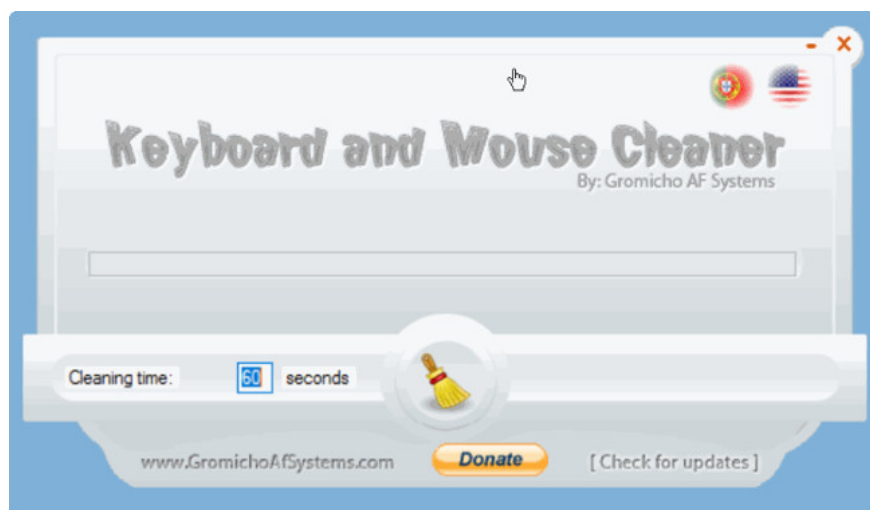 Keyboard and Mouse Cleaner
By: Gromicho AF Systems
Cleaning time: 60 seconds
www.GromichoAfSystems.com Donate [ Check for updates ]